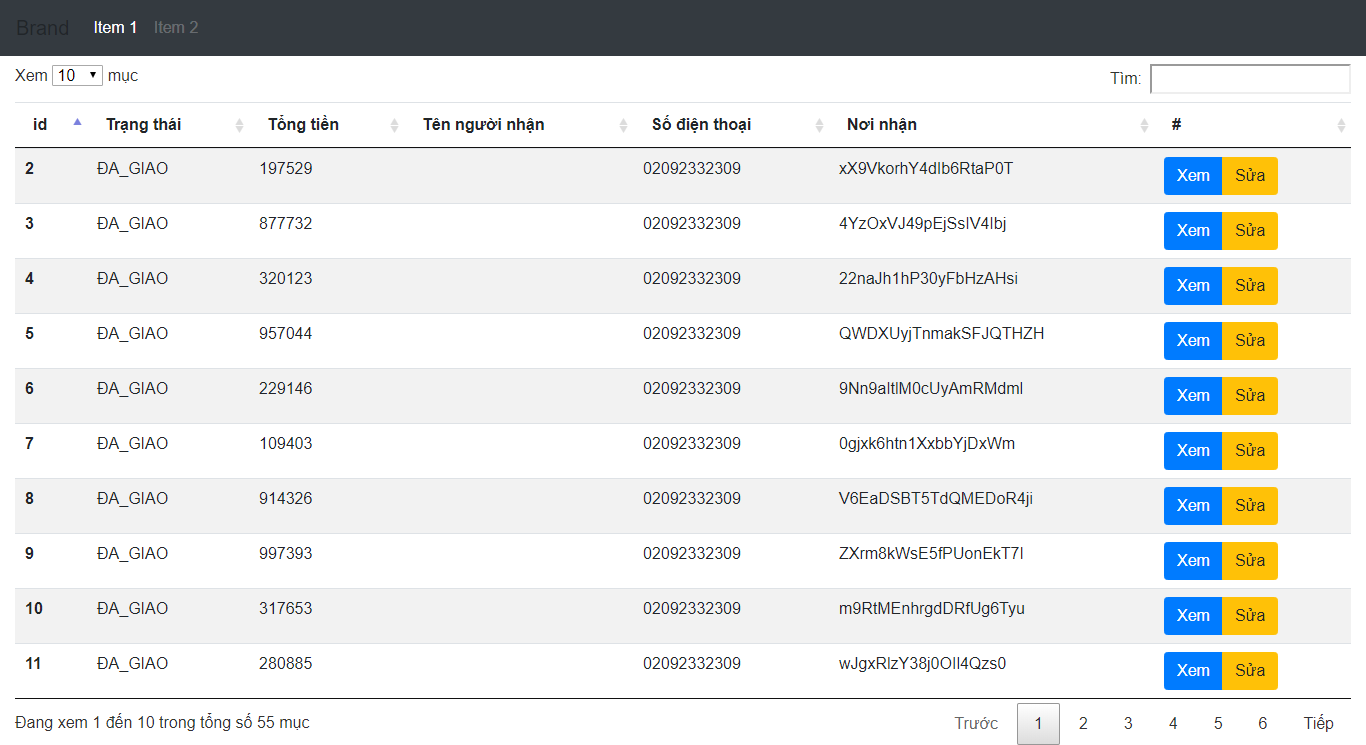 Brand Item 1 Item 2
Xem 10 mục Tìm:
id Trạng thái Tổng tiền Tên người nhận Số điện thoại Nơi nhận #
2 ĐA_GIAO 197529 02092332309 xX9VkorhY4dIb6RtaP0T Xem Sửa
3 ĐA_GIAO 877732 02092332309 4YzOxVJ49pEjSsIV4Ibj Xem Sửa
4 ĐA_GIAO 320123 02092332309 22naJh1hP30yFbHzAHsi Xem Sửa
5 ĐA_GIAO 957044 02092332309 QWDXUyjTnmakSFJQTHZH Xem Sửa
6 ĐA_GIAO 229146 02092332309 9Nn9aItlM0cUyAmRMdml Xem Sửa
7 ĐA_GIAO 109403 02092332309 0gjxk6htn1XxbbYjDxWm Xem Sửa
8 ĐA_GIAO 914326 02092332309 V6EaDSBT5TdQMEDoR4ji Xem Sửa
9 ĐA_GIAO 997393 02092332309 ZXrm8kWsE5fPUonEkT7I Xem Sửa
10 ĐA_GIAO 317653 02092332309 m9RtMEnhrgdDRfUg6Tyu Xem Sửa
11 ĐA_GIAO 280885 02092332309 wJgxRlzY38j0OIl4Qzs0 Xem Sửa
Đang xem 1 đến 10 trong tổng số 55 mục Trước 1 2 3 4 5 6 Tiếp